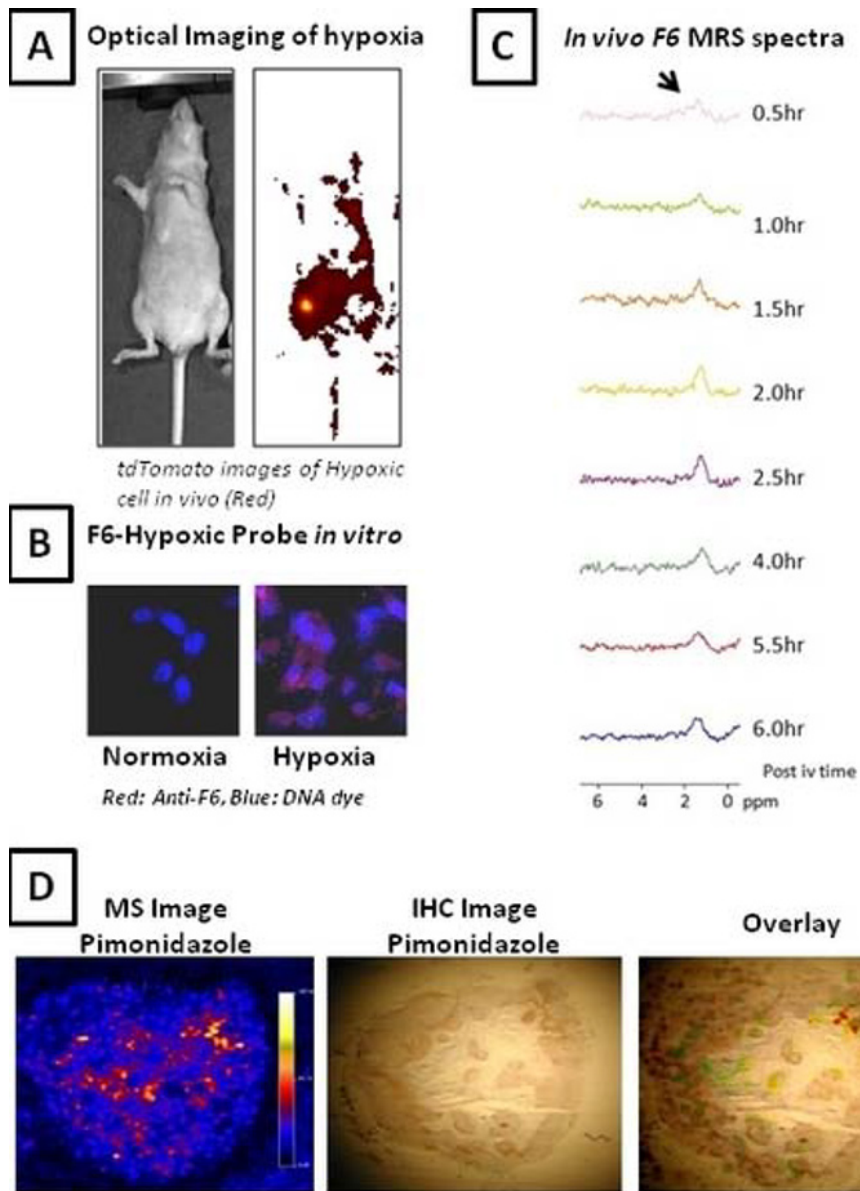 A
Optical Imaging of hypoxia
tdTomato images of Hypoxic
cell in vivo (Red)
B
F6-Hypoxic Probe in vitro
Normoxia
Hypoxia
Red: Anti-F6, Blue: DNA dye
C
In vivo F6 MRS spectra
0.5hr
1.0hr
1.5hr
2.0hr
2.5hr
4.0hr
5.5hr
6.0hr
Post iv time
6 4 2 0 ppm
D
MS Image
Pimonidazole
IHC Image
Pimonidazole
Overlay